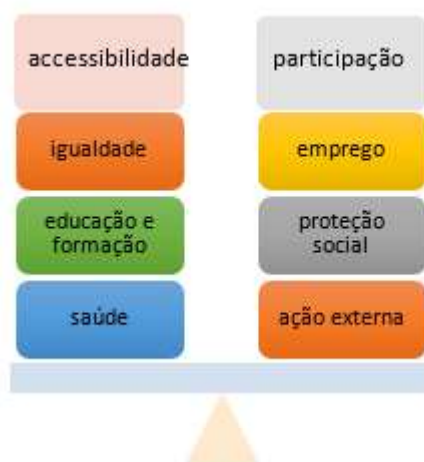 accessibilidade
participação
igualdade
emprego
educação e
formação
proteção
social
saúde
ação externa